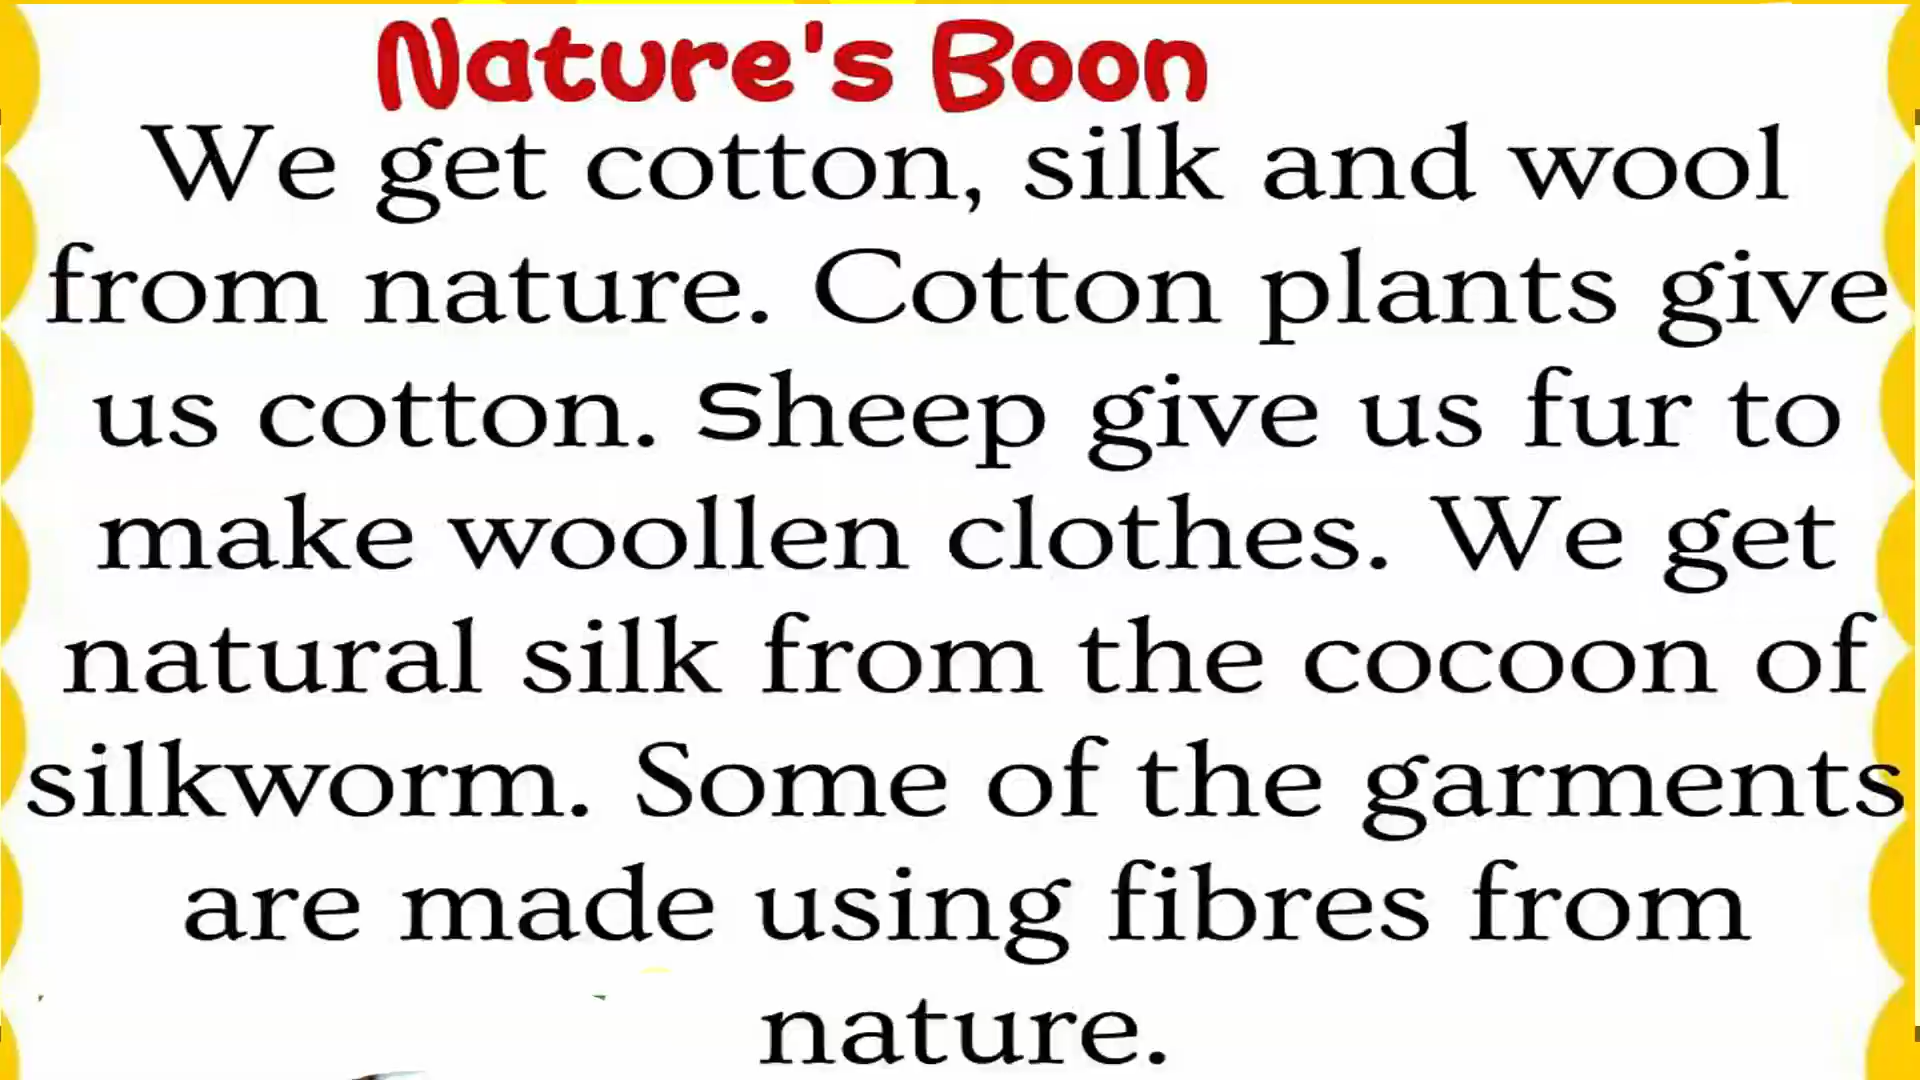 Nature's Boon
We get cotton, silk and wool
from nature. Cotton plants give
us cotton. Sheep give us fur to
make woollen clothes. We get
natural silk from the cocoon of
silkworm. Some of the garments
are made using fibres from
nature.